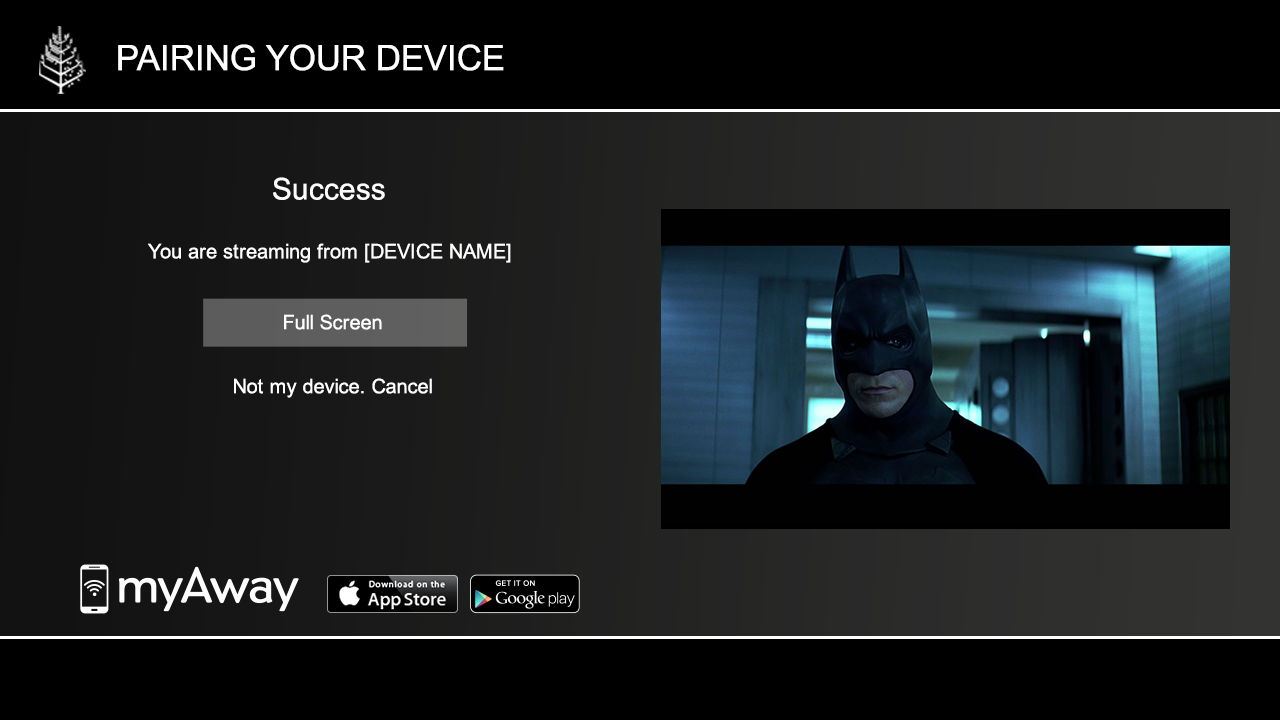 PAIRING YOUR DEVICE
Success
You are streaming from [DEVICE NAME]
Full Screen
Not my device. Cancel
myAway
Download on the
App Store
GET IT ON
Google play